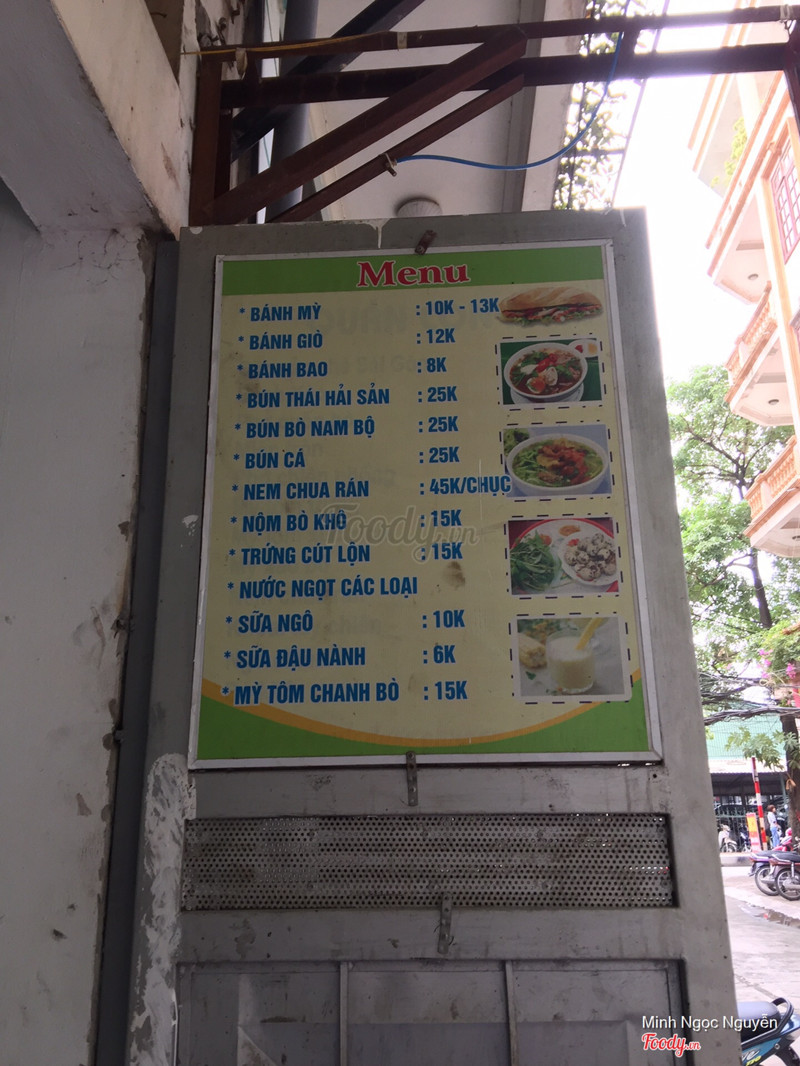 Menu
* BÁNH MỲ : 10K - 13K
* BÁNH GIÒ : 12K
* BÁNH BAO : 8K
* BÚN THÁI HẢI SẢN : 25K
* BÚN BÒ NAM BỘ : 25K
* BÚN CÁ : 25K
* NEM CHUA RÁN : 45K/CHỤC
* NỘM BÒ KHÔ : 15K
* TRỨNG CÚT LỘN : 15K
* NƯỚC NGỌT CÁC LOẠI
* SỮA NGÔ : 10K
* SỮA ĐẬU NÀNH : 6K
* MỲ TÔM CHANH BÒ : 15K
Foody.vn
Minh Ngọc Nguyễn
Foody.vn